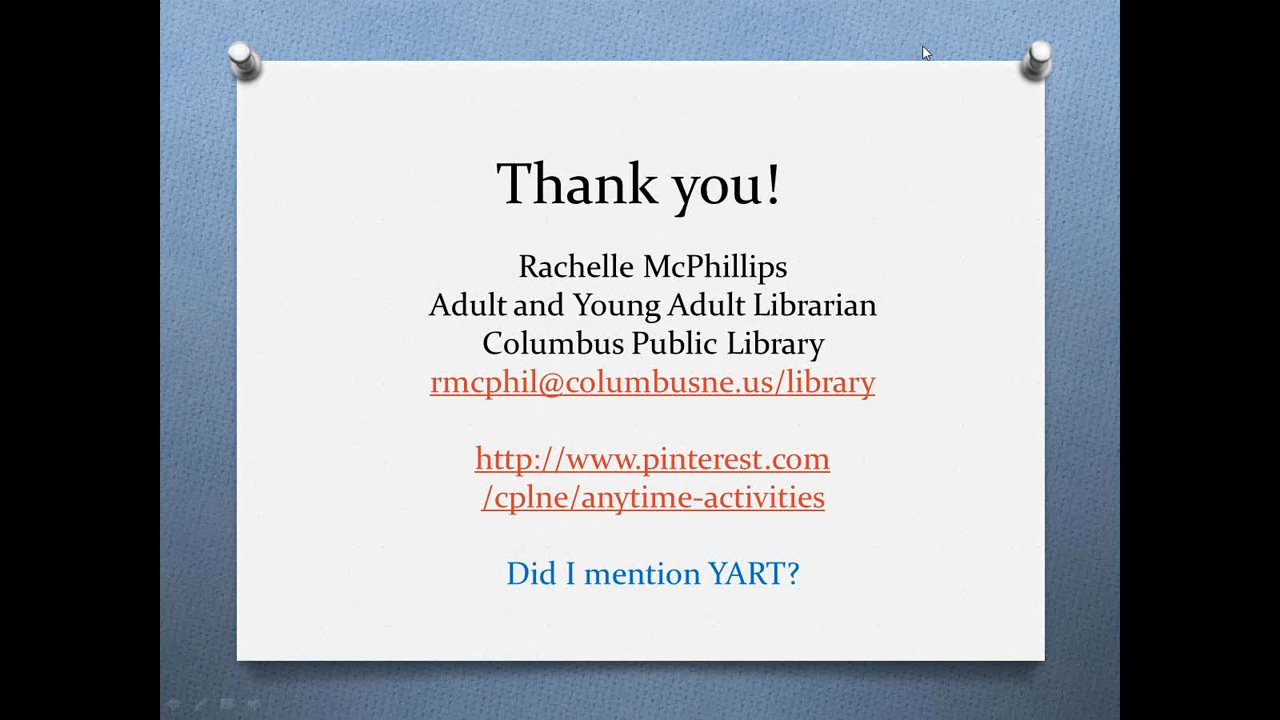 Thank you!
Rachelle McPhillips
Adult and Young Adult Librarian
Columbus Public Library
rmcphil@columbusne.us/library
http://www.pinterest.com
/cplne/anytime-activities
Did I mention YART?